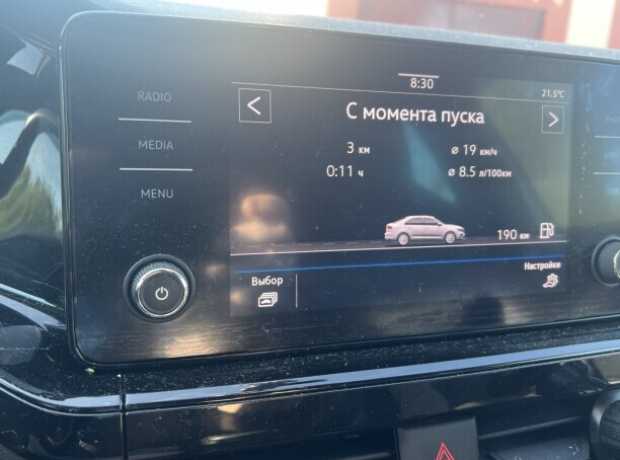 8:30
21.5°C
RADIO
MEDIA
MENU
С момента пуска
3 км ⌀ 19 км/ч
0:11 ч ⌀ 8.5 л/100км
190 км
Выбор
Настройки